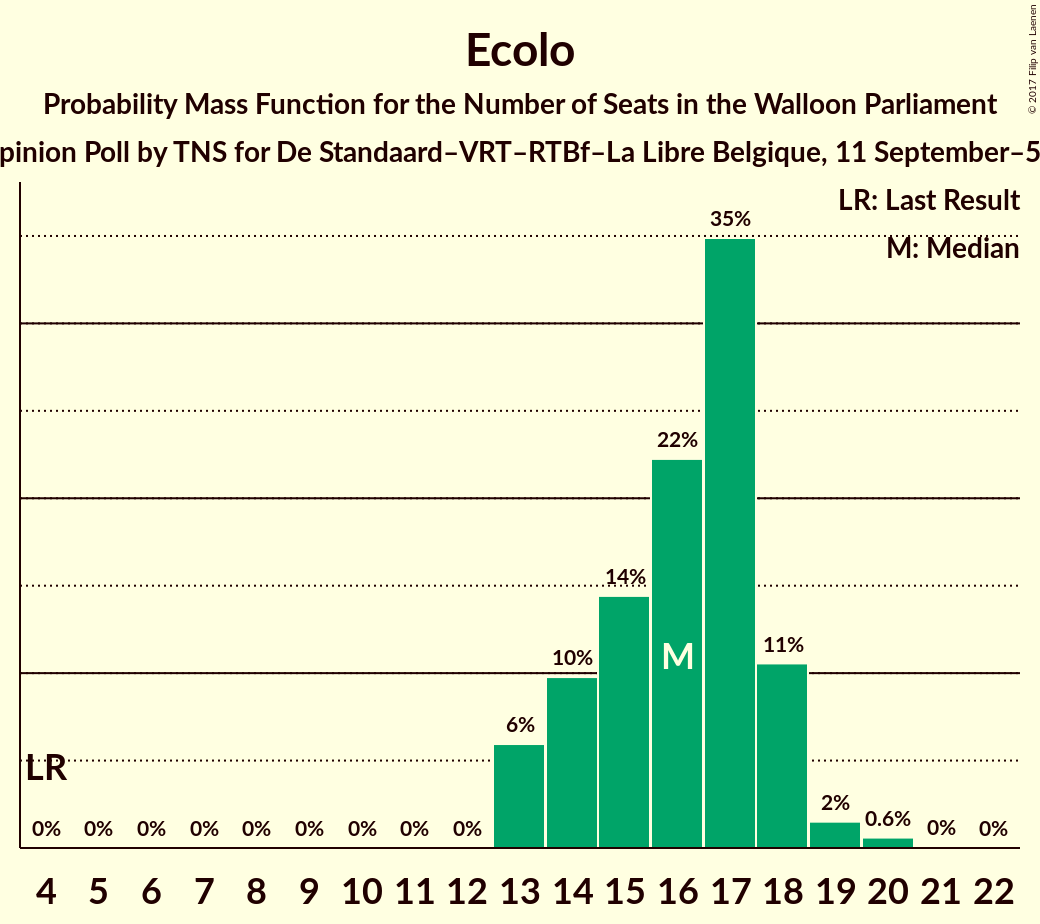 Ecolo
Probability Mass Function for the Number of Seats in the Walloon Parliament
pinion Poll by TNS for De Standaard–VRT–RTBf–La Libre Belgique, 11 September–5
© 2017 Filip van Laenen
LR: Last Result
M: Median
35%
22%
14%
11%
10%
6%
2%
0.6%
M
LR
0% 0% 0% 0% 0% 0% 0% 0% 0% 0% 0%
4 5 6 7 8 9 10 11 12 13 14 15 16 17 18 19 20 21 22